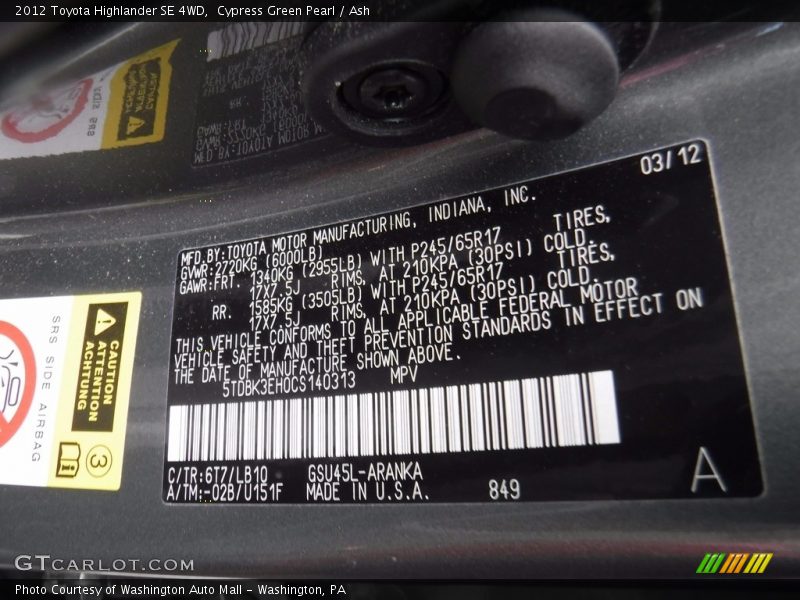 2012 Toyota Highlander SE 4WD,  Cypress Green Pearl / Ash
03/12
MFD.BY:TOYOTA MOTOR MANUFACTURING, INDIANA, INC.
GVWR:2720KG (6000LB)
GAWR:FRT. 1340KG (2955LB) WITH P245/65R17 TIRES,
17X7.5J RIMS, AT 210KPA (30PSI) COLD.
RR. 1585KG (3505LB) WITH P245/65R17 TIRES,
17X7.5J RIMS, AT 210KPA (30PSI) COLD.
THIS VEHICLE CONFORMS TO ALL APPLICABLE FEDERAL MOTOR
VEHICLE SAFETY AND THEFT PREVENTION STANDARDS IN EFFECT ON
THE DATE OF MANUFACTURE SHOWN ABOVE.
5TDBK3EH0CS140313 MPV
C/TR:6T7/LB10 GSU45L-ARANKA
A/TM:-02B/U151F MADE IN U.S.A. 849
A
CAUTION
ATTENTION
ACHTUNG
SRS SIDE AIRBAG
3
GTCARLOT.COM
Photo Courtesy of Washington Auto Mall - Washington, PA